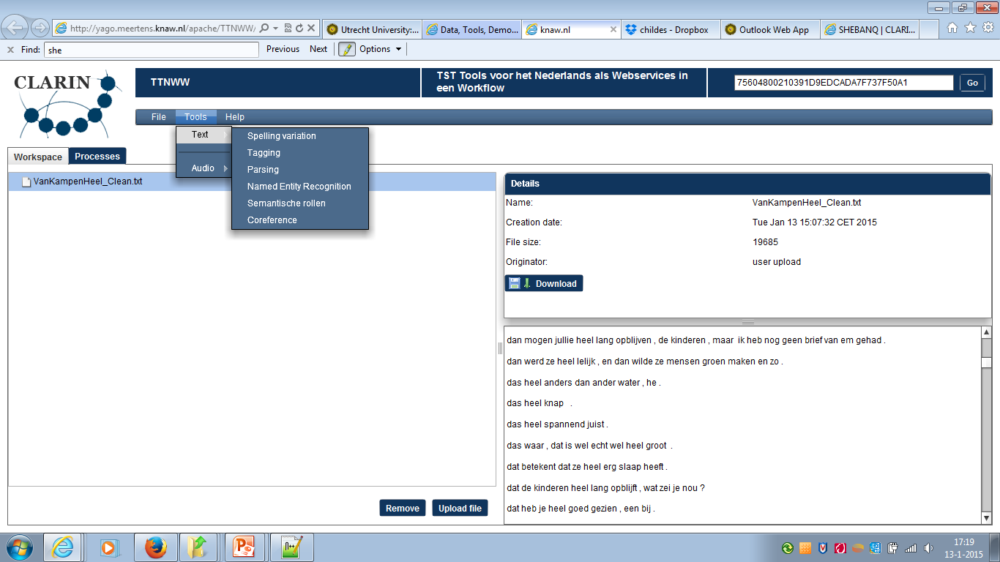 http://yago.meertens.knaw.nl/apache/TTNWW/
Utrecht University:...
Data, Tools, Demo...
knaw.nl
childes - Dropbox
Outlook Web App
SHEBANQ | CLARI...
Find: she
Previous Next Options
CLARIN
TTNWW
TST Tools voor het Nederlands als Webservices in
een Workflow
75604800210391D9EDCADA7F737F50A1
Go
File Tools Help
Text
Audio
Spelling variation
Tagging
Parsing
Named Entity Recognition
Semantische rollen
Coreference
Workspace Processes
VanKampenHeel_Clean.txt
Details
Name: VanKampenHeel_Clean.txt
Creation date: Tue Jan 13 15:07:32 CET 2015
File size: 19685
Originator: user upload
Download
dan mogen jullie heel lang opblijven , de kinderen , maar ik heb nog geen brief van em gehad .
dan werd ze heel lelijk , en dan wilde ze mensen groen maken en zo .
das heel anders dan ander water , he .
das heel knap .
das heel spannend juist .
das waar , dat is wel echt wel heel groot .
dat betekent dat ze heel erg slaap heeft .
dat de kinderen heel lang opblijft , wat zei je nou ?
dat heb je heel goed gezien , een bij .
Remove Upload file
17:19
13-1-2015